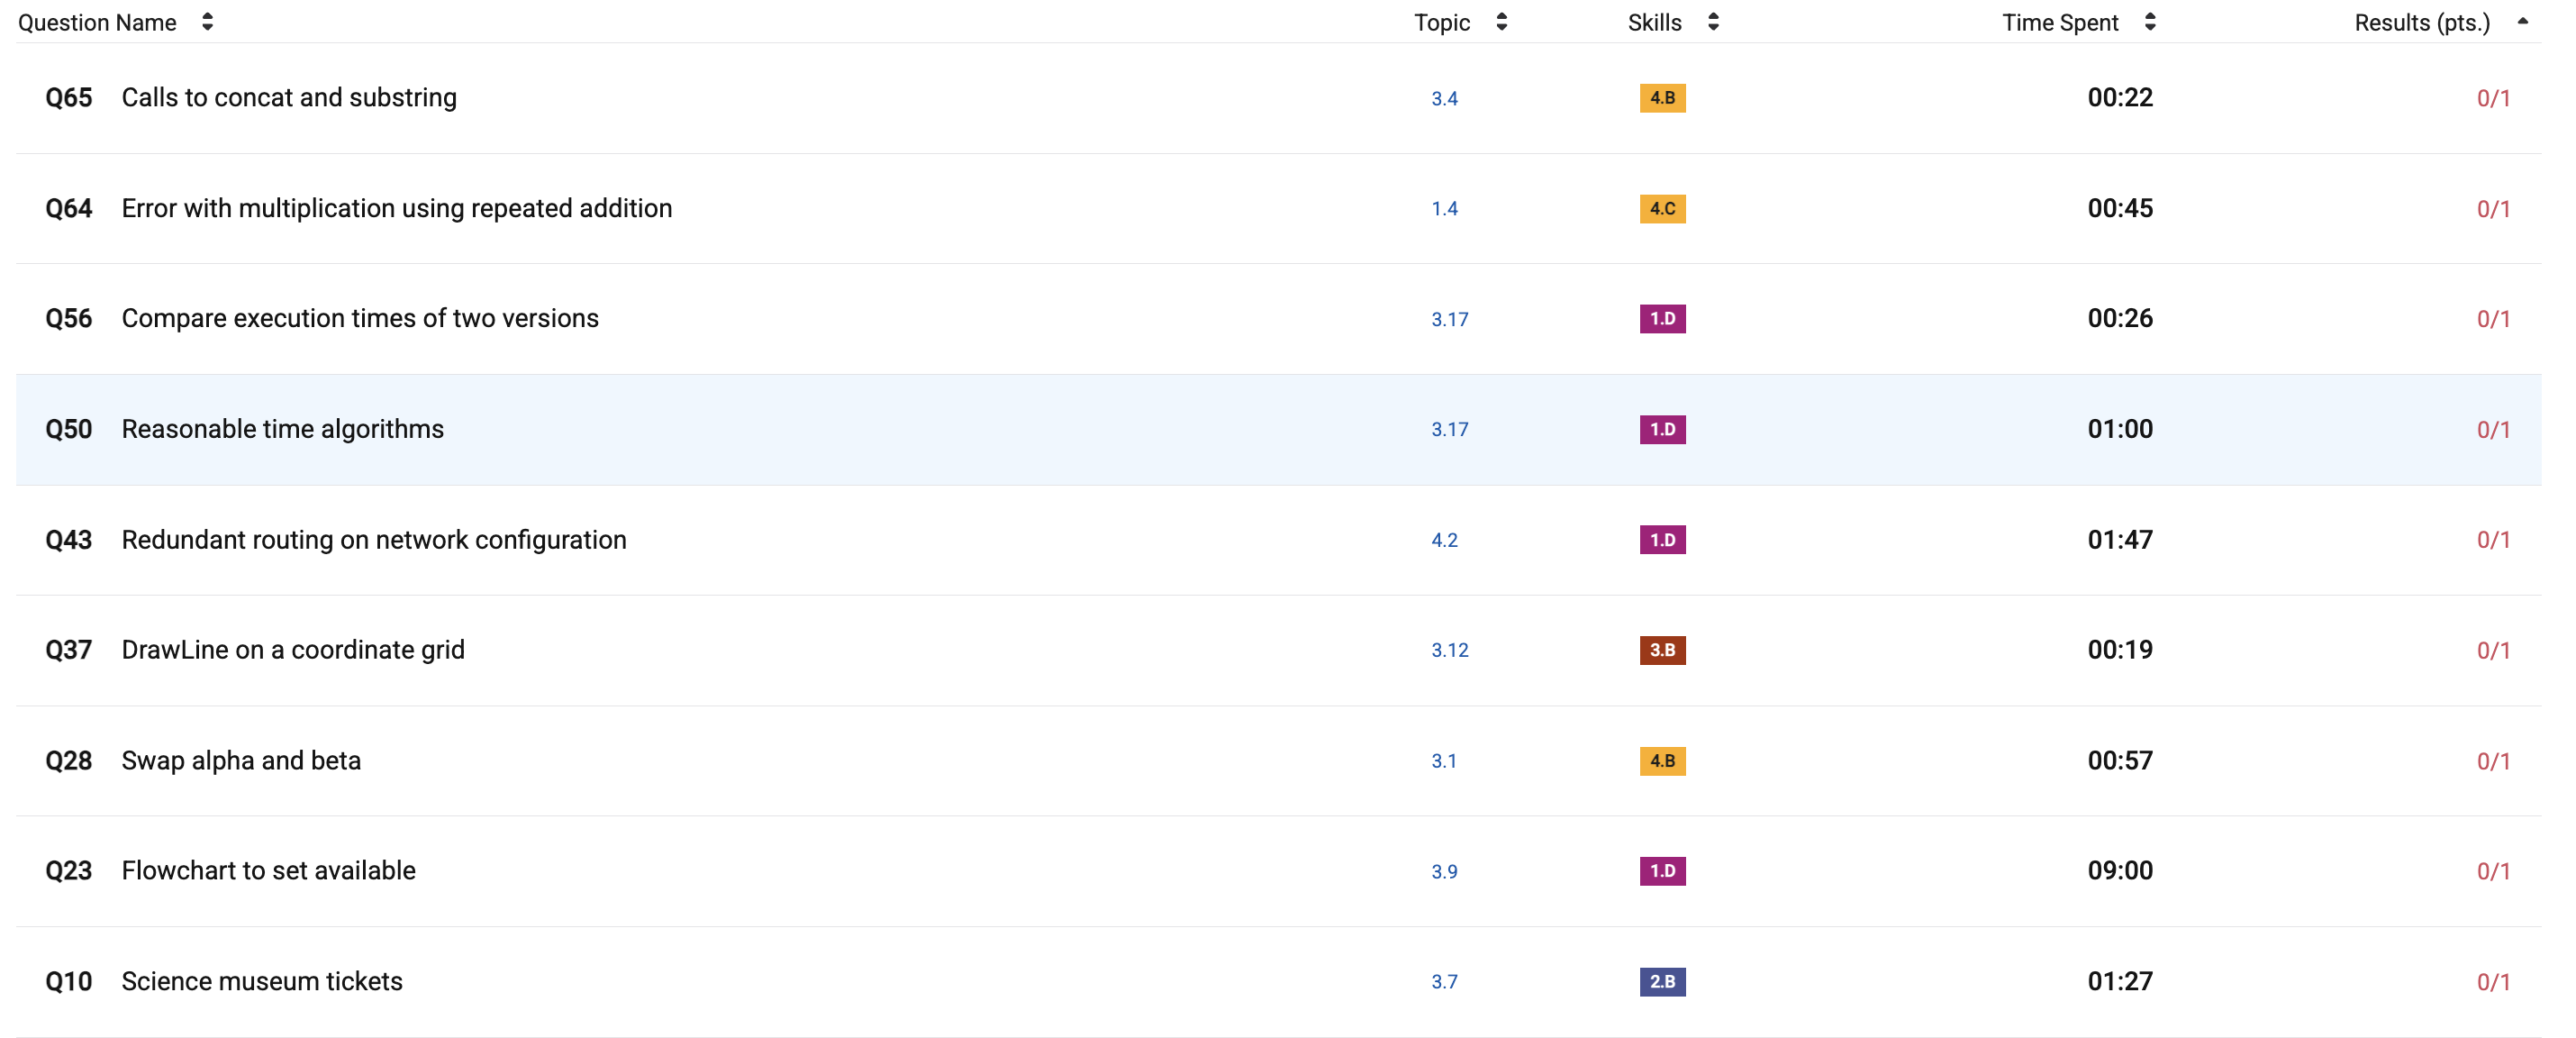 Question Name Topic Skills Time Spent Results (pts.)
Q65 Calls to concat and substring 3.4 4.B 00:22 0/1
Q64 Error with multiplication using repeated addition 1.4 4.C 00:45 0/1
Q56 Compare execution times of two versions 3.17 1.D 00:26 0/1
Q50 Reasonable time algorithms 3.17 1.D 01:00 0/1
Q43 Redundant routing on network configuration 4.2 1.D 01:47 0/1
Q37 DrawLine on a coordinate grid 3.12 3.B 00:19 0/1
Q28 Swap alpha and beta 3.1 4.B 00:57 0/1
Q23 Flowchart to set available 3.9 1.D 09:00 0/1
Q10 Science museum tickets 3.7 2.B 01:27 0/1